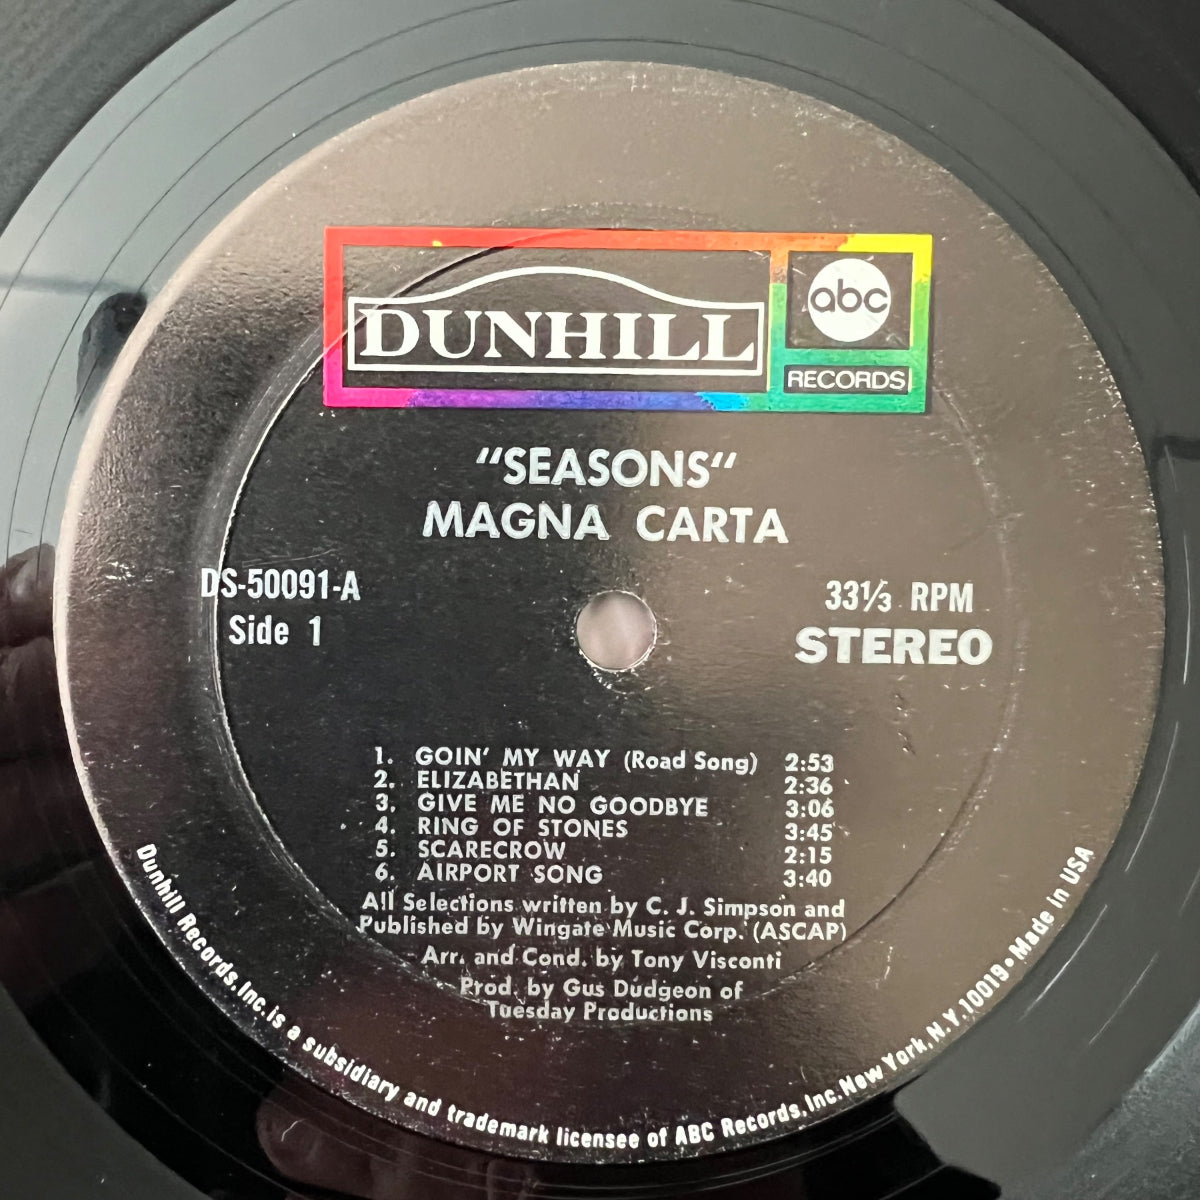 DUNHILL
abc
RECORDS
“SEASONS“
MAGNA CARTA
DS-50091-A
Side 1
33⅓ RPM
STEREO
1. GOIN' MY WAY (Road Song) 2:53
2. ELIZABETHAN 2:36
3. GIVE ME NO GOODBYE 3:06
4. RING OF STONES 3:45
5. SCARECROW 2:15
6. AIRPORT SONG 3:40
All Selections written by C. J. Simpson and
Published by Wingate Music Corp. (ASCAP)
Arr. and Cond. by Tony Visconti
Prod. by Gus Dudgeon of
Tuesday Productions
Dunhill Records, Inc. is a subsidiary and trademark licensee of ABC Records, Inc. New York, N.Y. 10019 • Made in USA